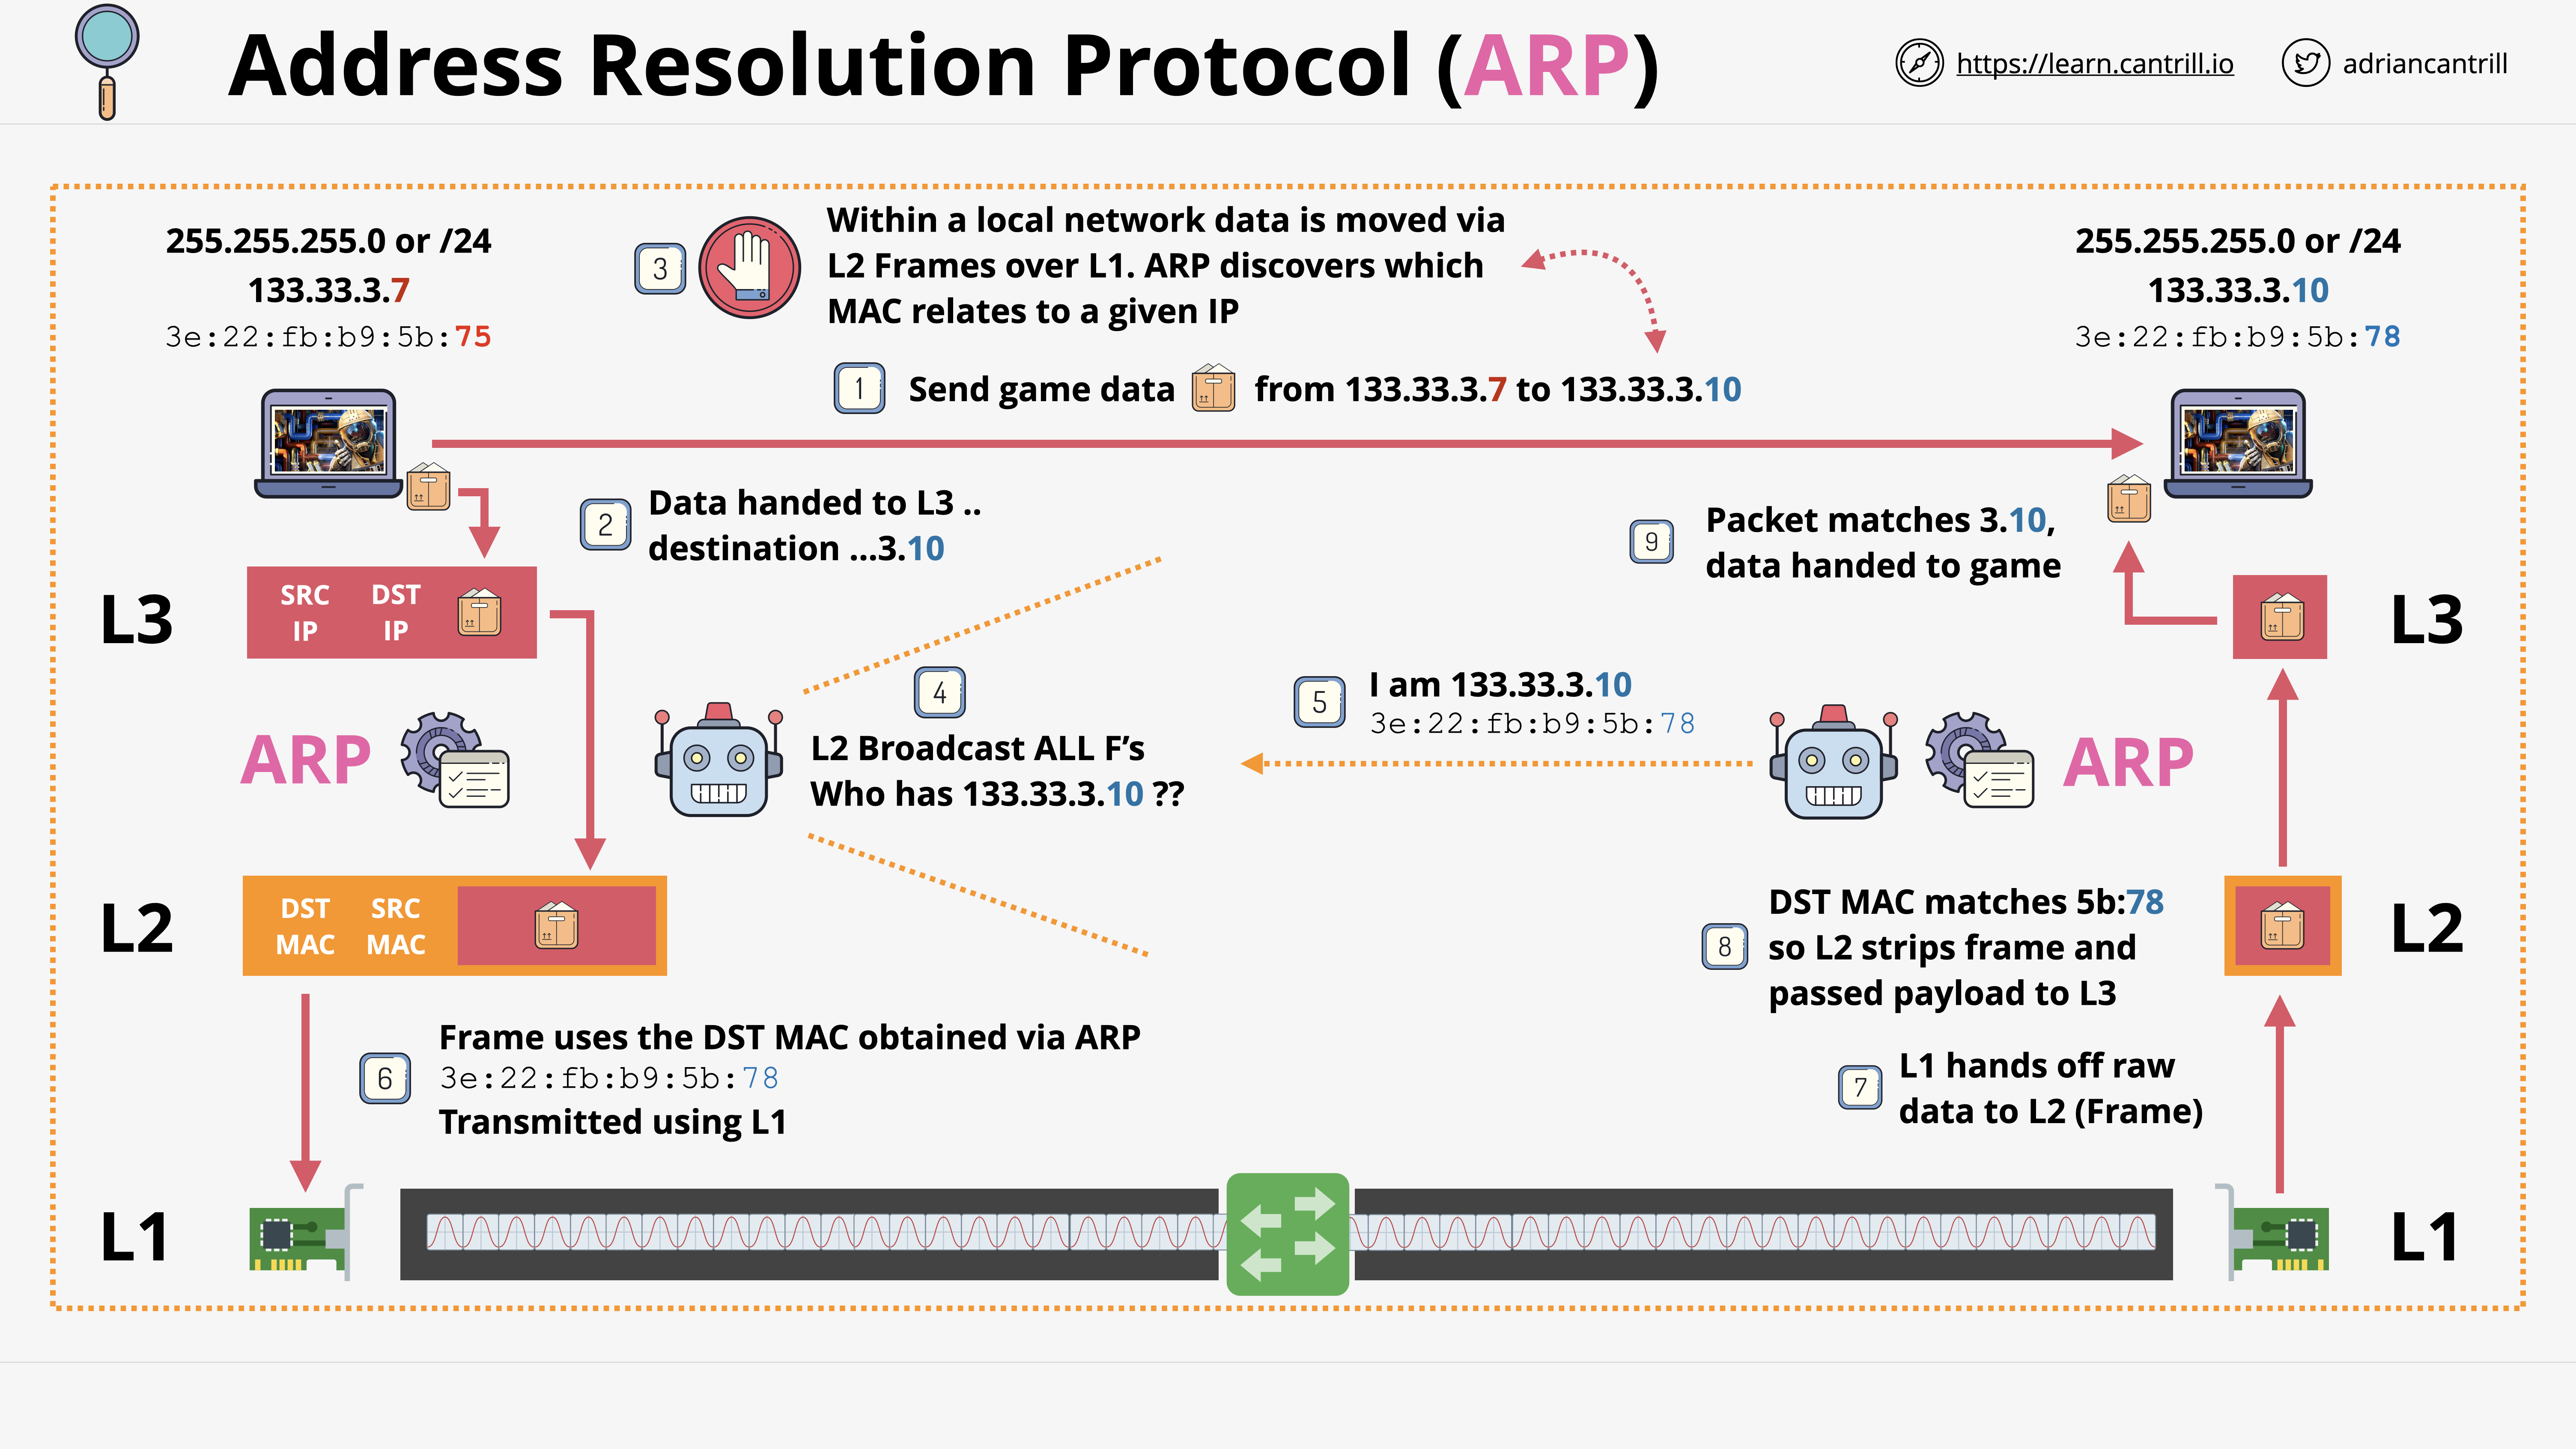 Address Resolution Protocol (ARP)
https://learn.cantrill.io
adriancantrill
255.255.255.0 or /24
133.33.3.7
3e:22:fb:b9:5b:75
3
Within a local network data is moved via
L2 Frames over L1. ARP discovers which
MAC relates to a given IP
255.255.255.0 or /24
133.33.3.10
3e:22:fb:b9:5b:78
1 Send game data from 133.33.3.7 to 133.33.3.10
2
Data handed to L3 ..
destination ...3.10
9
Packet matches 3.10,
data handed to game
L3
SRC IP
DST IP
L3
4
L2 Broadcast ALL F’s
Who has 133.33.3.10 ??
5
I am 133.33.3.10
3e:22:fb:b9:5b:78
ARP
ARP
L2
DST MAC
SRC MAC
8
DST MAC matches 5b:78
so L2 strips frame and
passed payload to L3
L2
6
Frame uses the DST MAC obtained via ARP
3e:22:fb:b9:5b:78
Transmitted using L1
7
L1 hands off raw
data to L2 (Frame)
L1
L1